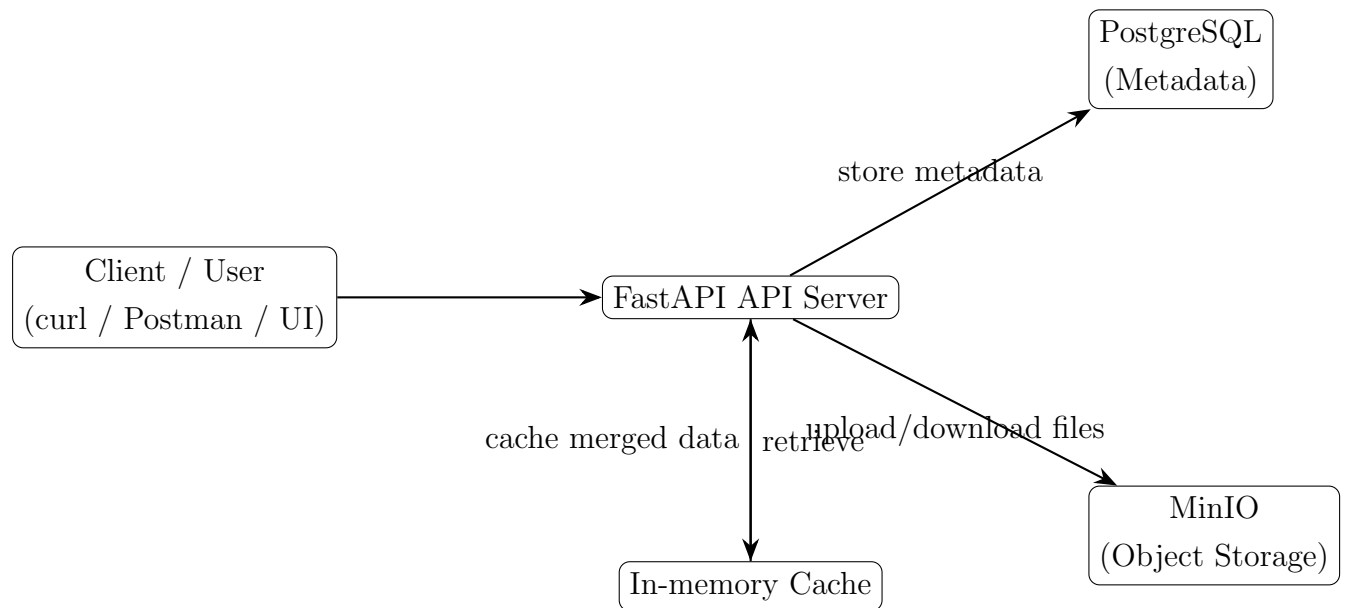 PostgreSQL
(Metadata)
store metadata
Client / User
(curl / Postman / UI)
FastAPI API Server
cache merged data
retrieve
upload/download files
MinIO
(Object Storage)
In-memory Cache